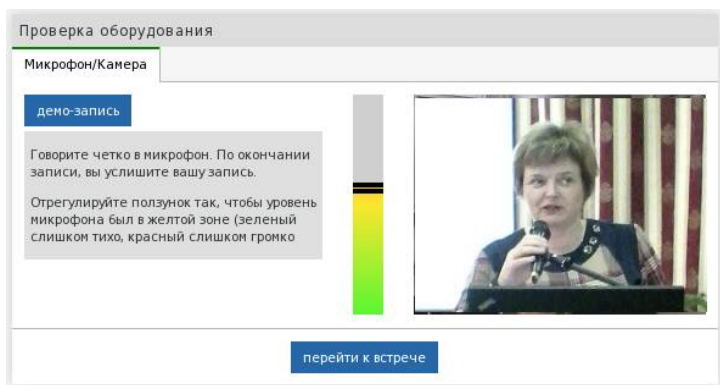 Проверка оборудования
Микрофон/Камера
демо-запись
Говорите четко в микрофон. По окончании
записи, вы услишите вашу запись.
Отрегулируйте ползунок так, чтобы уровень
микрофона был в желтой зоне (зеленый
слишком тихо, красный слишком громко
перейти к встрече